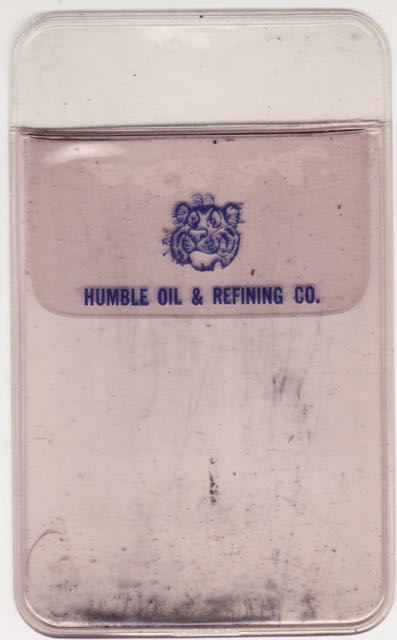 HUMBLE OIL & REFINING CO.